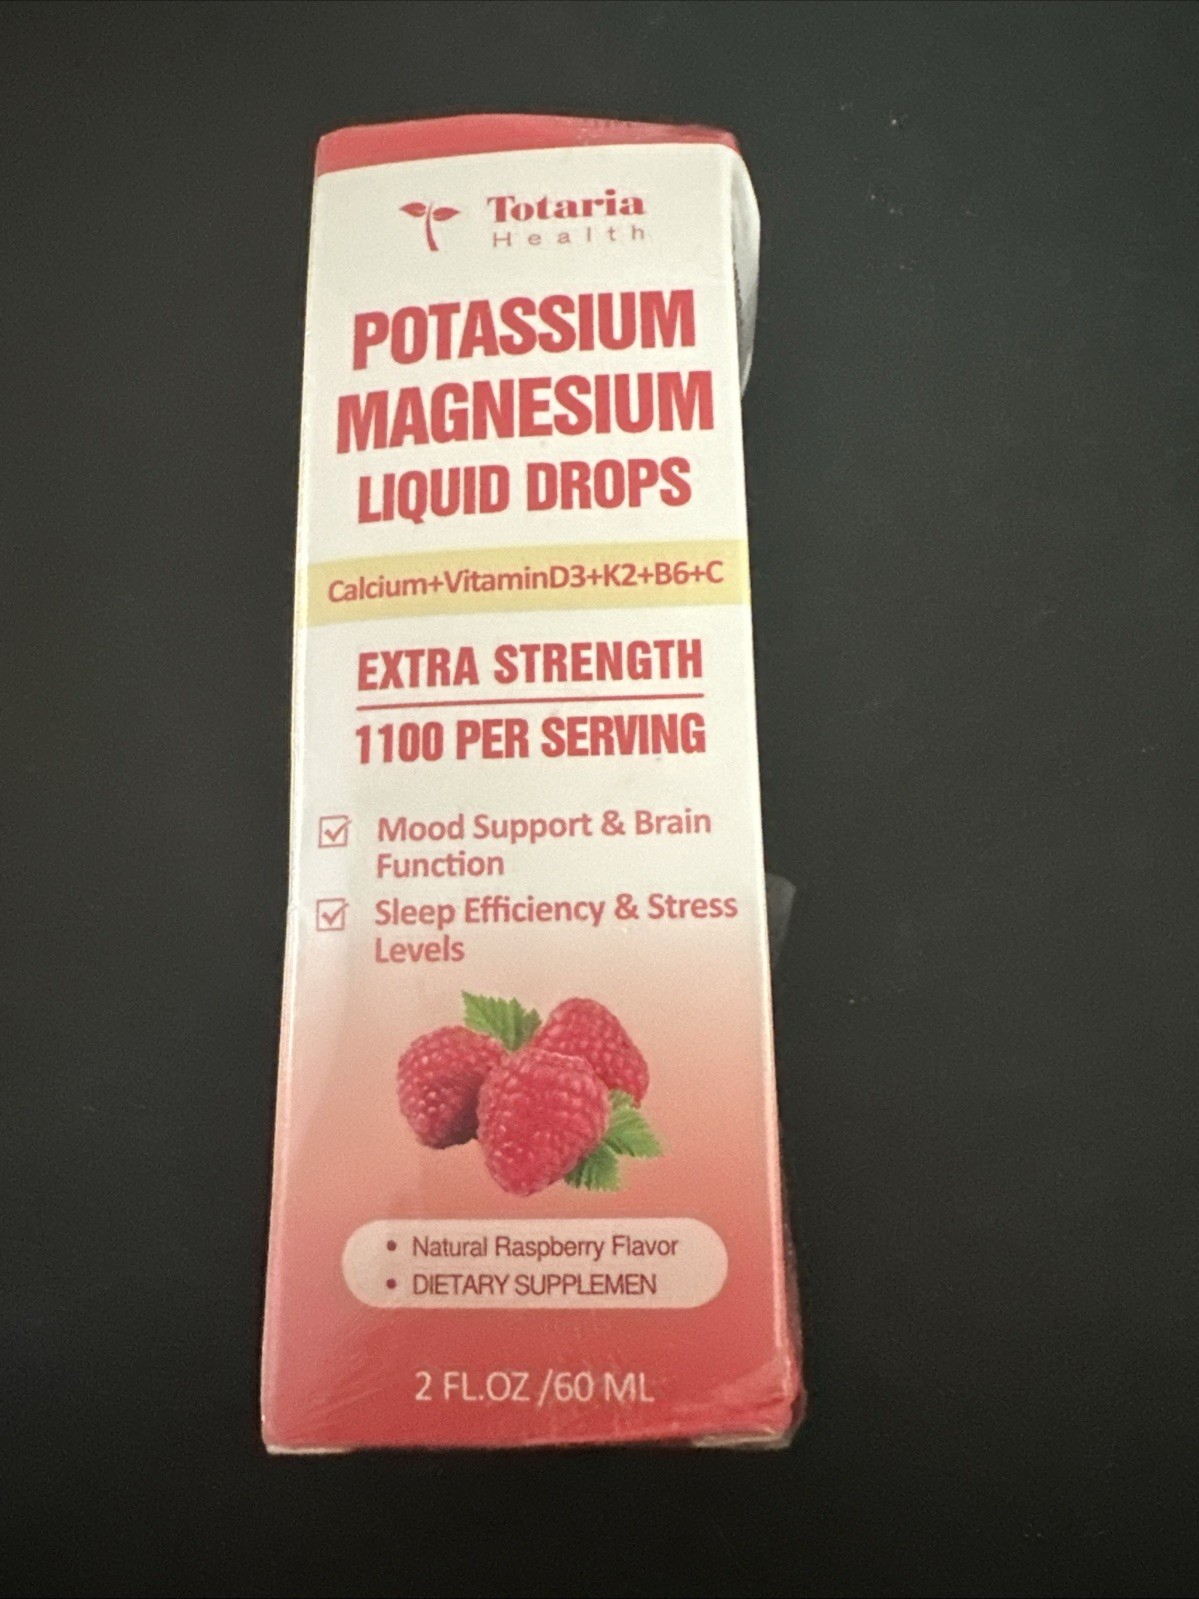 Totaria
Health
POTASSIUM
MAGNESIUM
LIQUID DROPS
Calcium+VitaminD3+K2+B6+C
EXTRA STRENGTH
1100 PER SERVING
Mood Support & Brain
Function
Sleep Efficiency & Stress
Levels
• Natural Raspberry Flavor
• DIETARY SUPPLEMEN
2 FL.OZ /60 ML